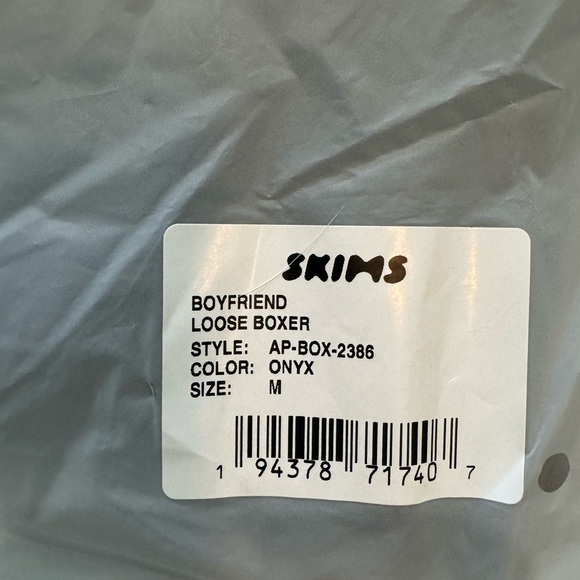 SKIMS
BOYFRIEND
LOOSE BOXER
STYLE: AP-BOX-2386
COLOR: ONYX
SIZE: M
1 94378 71740 7